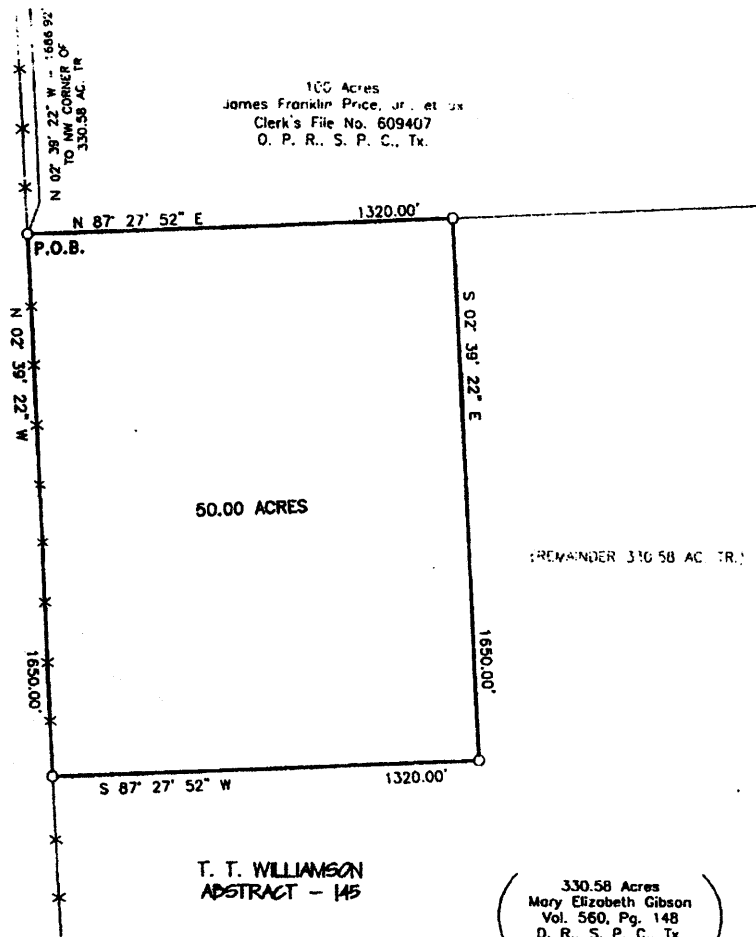 N 02° 39' 22" W - 1686.92'
TO NW CORNER OF
330.58 AC. TR
100 Acres
James Franklin Price, Jr., et ux
Clerk's File No. 609407
O. P. R., S. P. C., Tx.
N 87° 27' 52" E
1320.00'
P.O.B.
N 02° 39' 22" W
S 02° 39' 22" E
50.00 ACRES
(REMAINDER 330.58 AC. TR.)
1650.00'
1650.00'
S 87° 27' 52" W
1320.00'
T. T. WILLIAMSON
ABSTRACT - 145
330.58 Acres
Mary Elizabeth Gibson
Vol. 560, Pg. 148
D. R., S. P. C., Tx